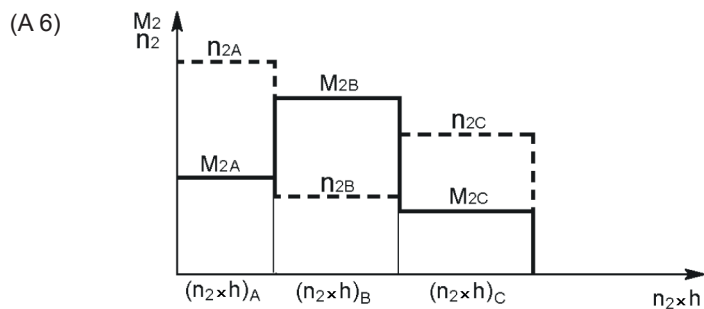 (A 6)
M2
n2
n2A
M2B
n2C
M2A
n2B
M2C
(n2×h)A (n2×h)B (n2×h)C
n2×h